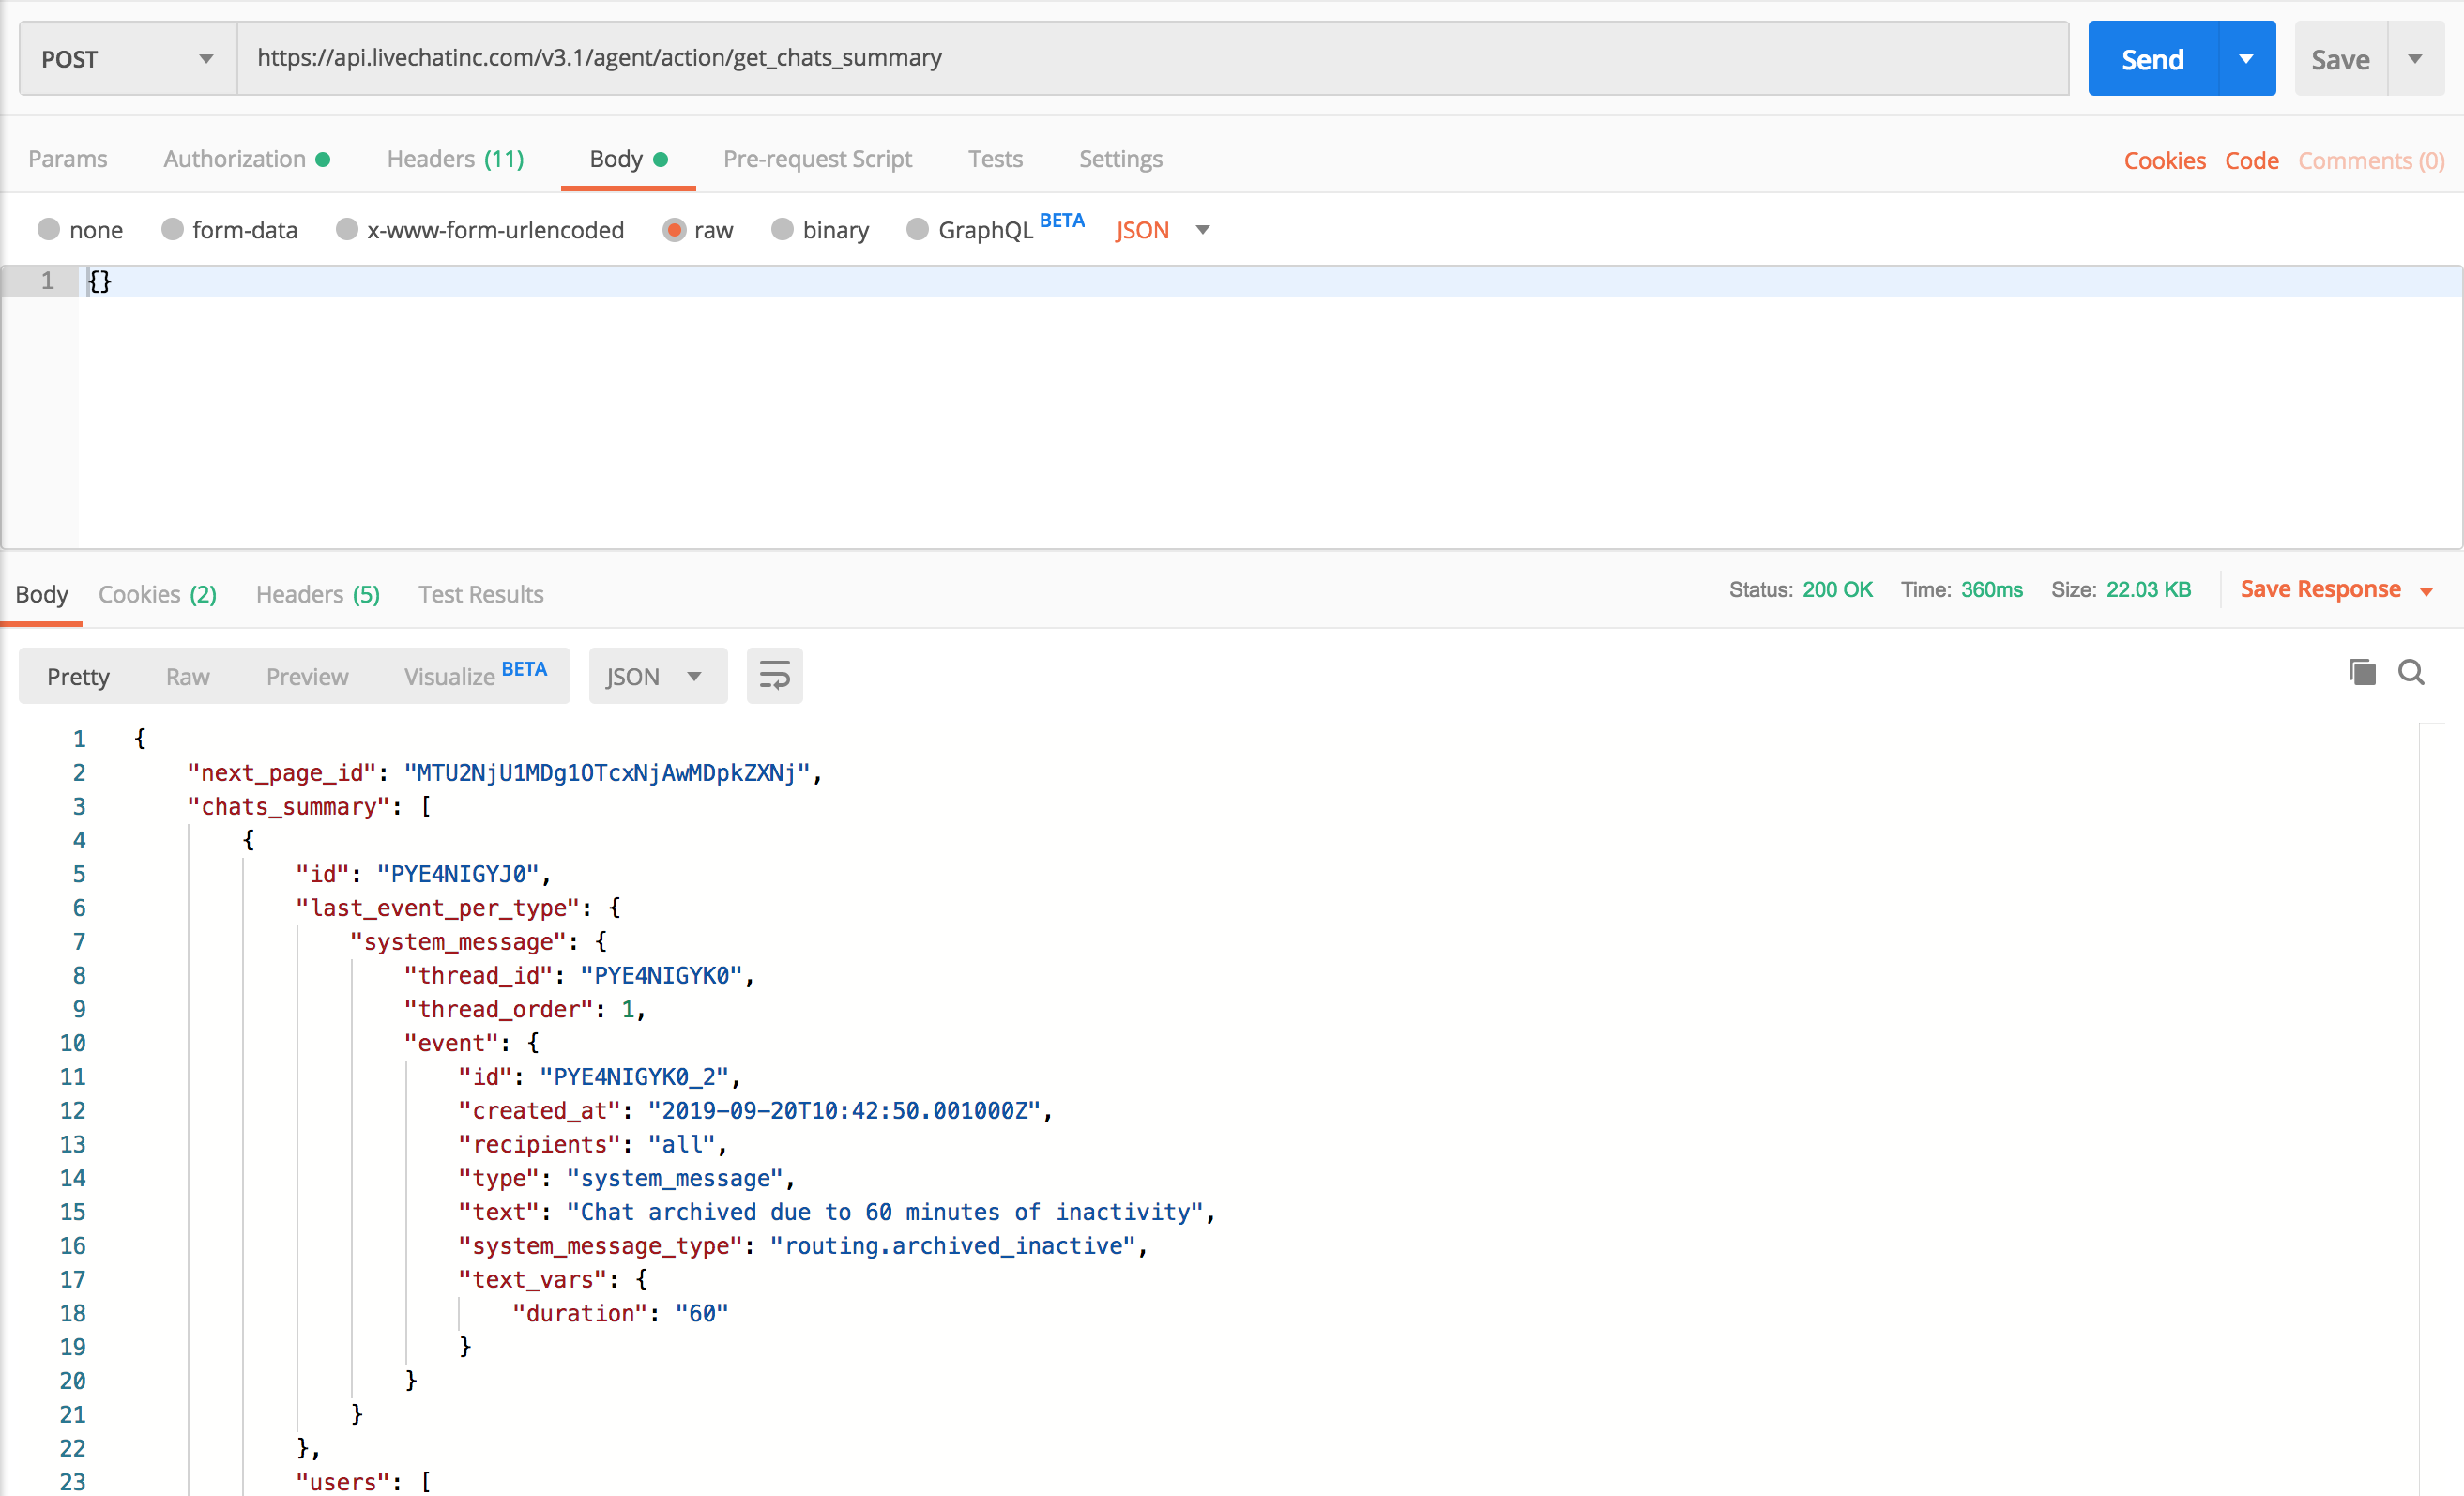 POST https://api.livechatinc.com/v3.1/agent/action/get_chats_summary Send Save
Params Authorization Headers (11) Body Pre-request Script Tests Settings Cookies Code Comments (0)
none form-data x-www-form-urlencoded raw binary GraphQL BETA JSON
1 {}
Body Cookies (2) Headers (5) Test Results Status: 200 OK Time: 360ms Size: 22.03 KB Save Response
Pretty Raw Preview Visualize BETA JSON
1 {
2 "next_page_id": "MTU2NjU1MDg1OTcxNjAwMDpkZXNj",
3 "chats_summary": [
4 {
5 "id": "PYE4NIGYJ0",
6 "last_event_per_type": {
7 "system_message": {
8 "thread_id": "PYE4NIGYK0",
9 "thread_order": 1,
10 "event": {
11 "id": "PYE4NIGYK0_2",
12 "created_at": "2019-09-20T10:42:50.001000Z",
13 "recipients": "all",
14 "type": "system_message",
15 "text": "Chat archived due to 60 minutes of inactivity",
16 "system_message_type": "routing.archived_inactive",
17 "text_vars": {
18 "duration": "60"
19 }
20 }
21 }
22 },
23 "users": [